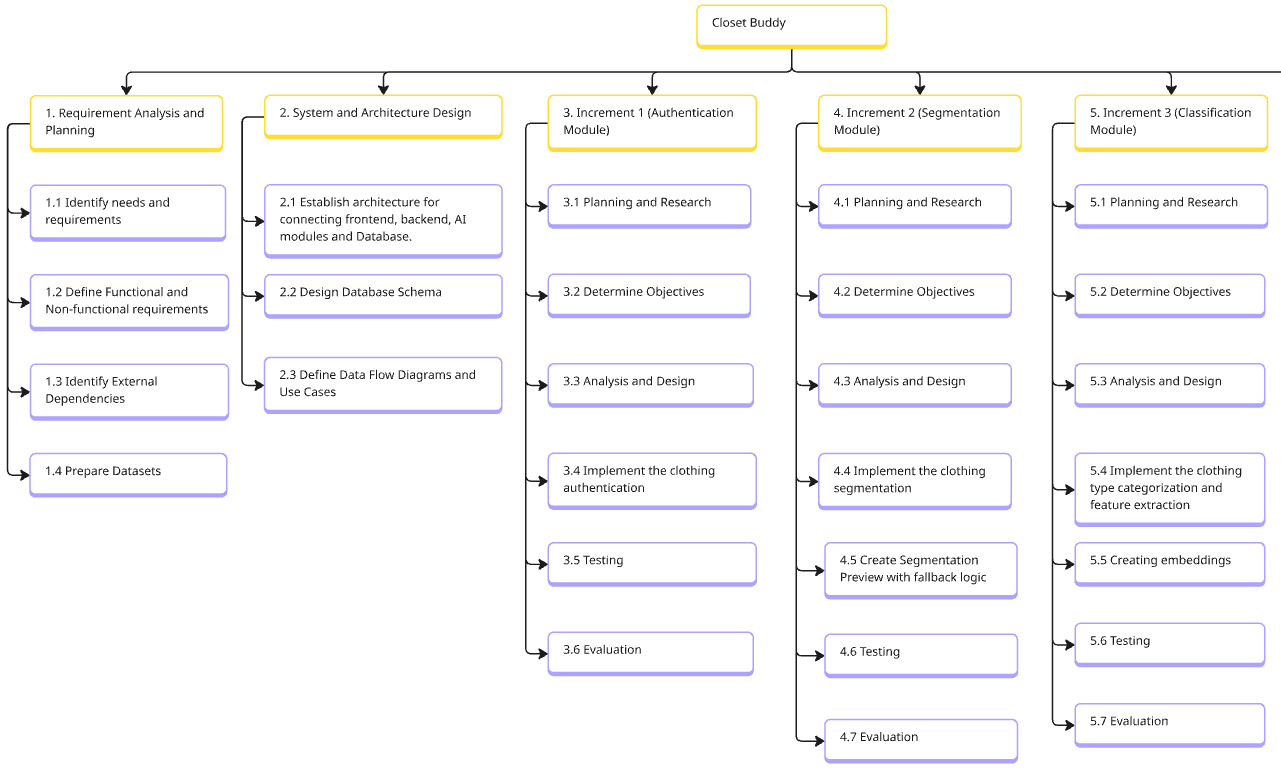 Closet Buddy
1. Requirement Analysis and
Planning
1.1 Identify needs and
requirements
1.2 Define Functional and
Non-functional requirements
1.3 Identify External
Dependencies
1.4 Prepare Datasets
2. System and Architecture Design
2.1 Establish architecture for
connecting frontend, backend, AI
modules and Database.
2.2 Design Database Schema
2.3 Define Data Flow Diagrams and
Use Cases
3. Increment 1 (Authentication
Module)
3.1 Planning and Research
3.2 Determine Objectives
3.3 Analysis and Design
3.4 Implement the clothing
authentication
3.5 Testing
3.6 Evaluation
4. Increment 2 (Segmentation
Module)
4.1 Planning and Research
4.2 Determine Objectives
4.3 Analysis and Design
4.4 Implement the clothing
segmentation
4.5 Create Segmentation
Preview with fallback logic
4.6 Testing
4.7 Evaluation
5. Increment 3 (Classification
Module)
5.1 Planning and Research
5.2 Determine Objectives
5.3 Analysis and Design
5.4 Implement the clothing
type categorization and
feature extraction
5.5 Creating embeddings
5.6 Testing
5.7 Evaluation